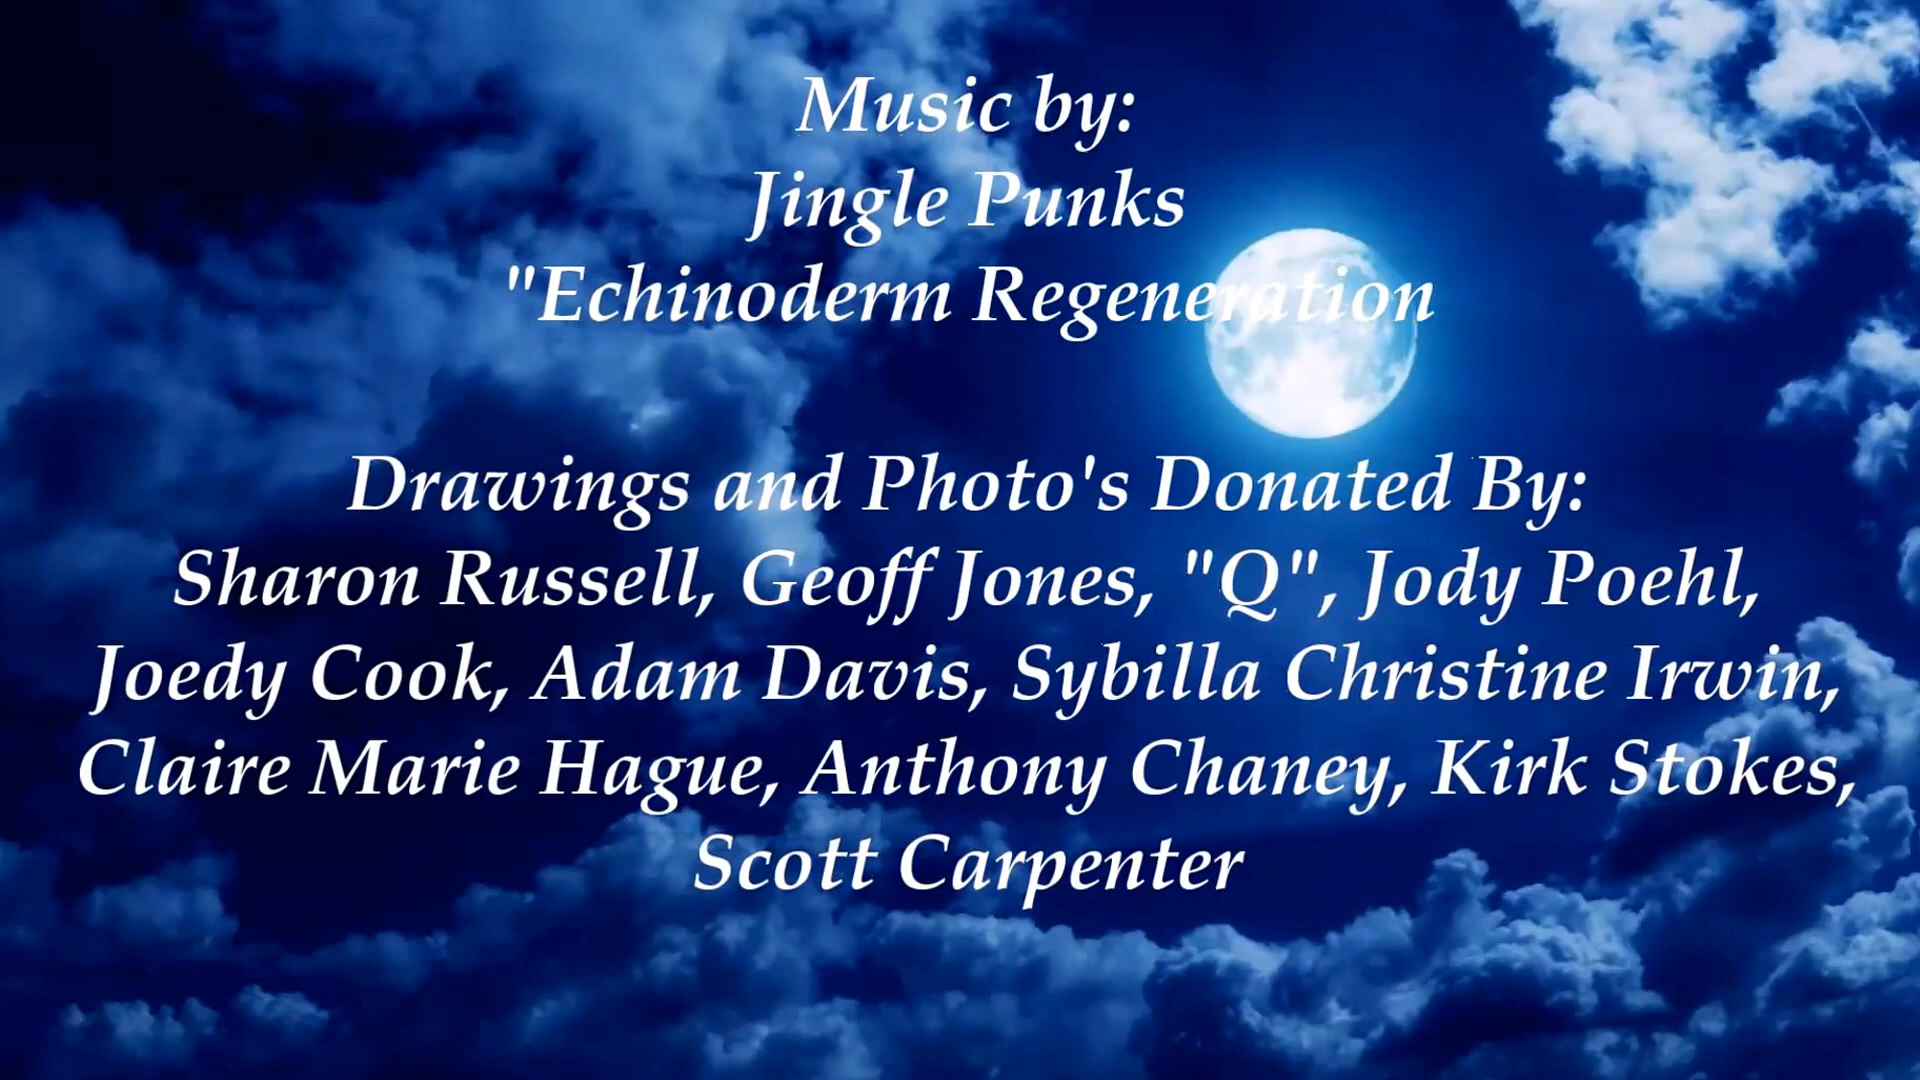 Music by:
Jingle Punks
"Echinoderm Regeneration
Drawings and Photo's Donated By:
Sharon Russell, Geoff Jones, "Q", Jody Poehl,
Joedy Cook, Adam Davis, Sybilla Christine Irwin,
Claire Marie Hague, Anthony Chaney, Kirk Stokes,
Scott Carpenter